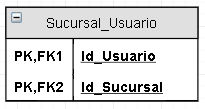 Sucursal_Usuario
PK,FK1 Id_Usuario
PK,FK2 Id_Sucursal